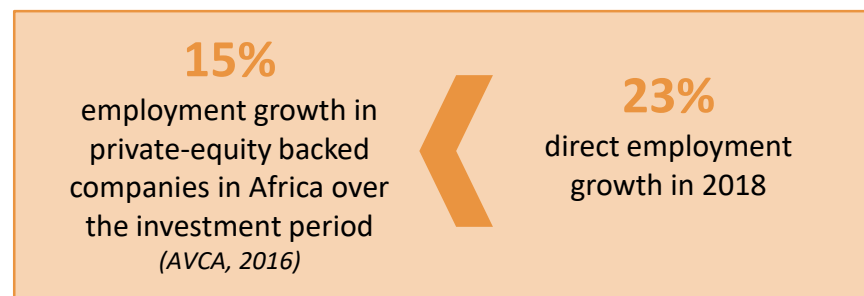 15%
employment growth in
private-equity backed
companies in Africa over
the investment period
(AVCA, 2016)
23%
direct employment
growth in 2018